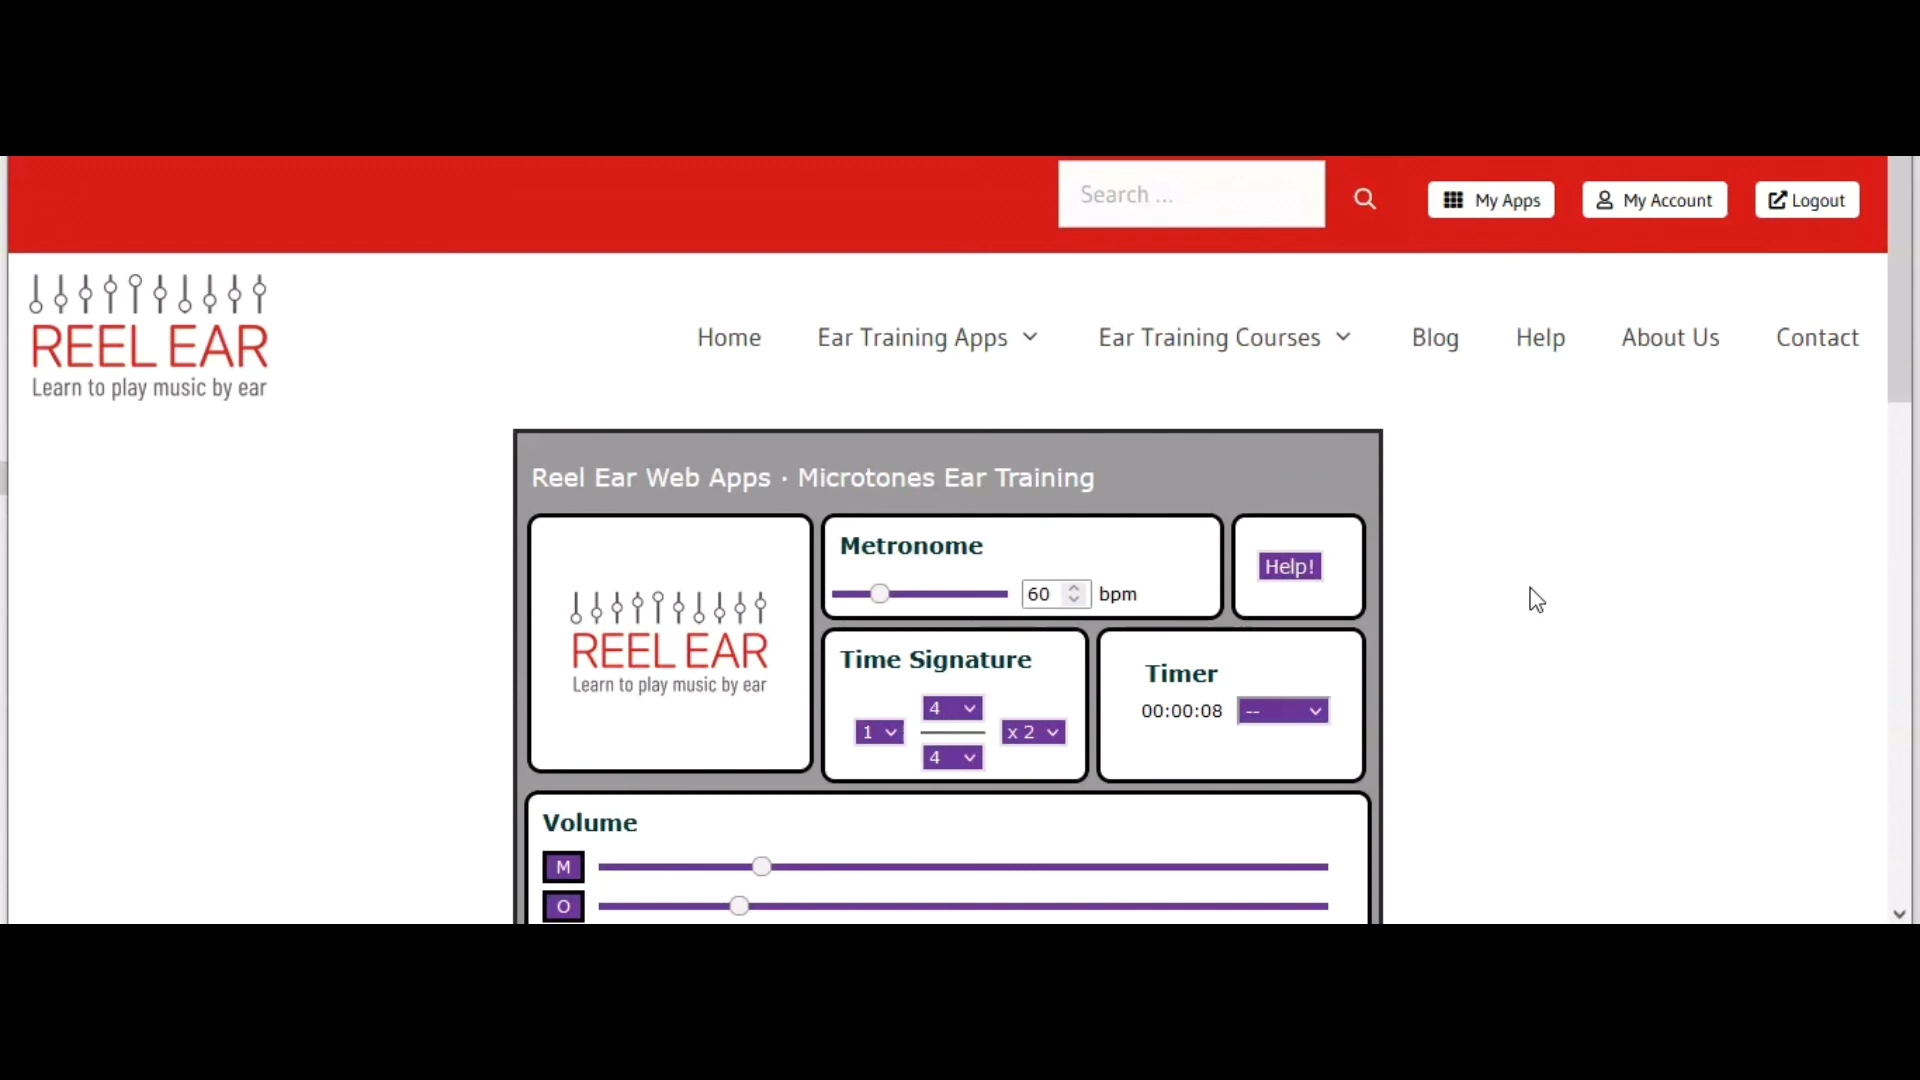 Search ...
My Apps
My Account
Logout
REEL EAR
Learn to play music by ear
Home
Ear Training Apps
Ear Training Courses
Blog
Help
About Us
Contact
Reel Ear Web Apps · Microtones Ear Training
REEL EAR
Learn to play music by ear
Metronome
60 bpm
Help!
Time Signature
4
1
x 2
4
Timer
00:00:08 --
Volume
M
O